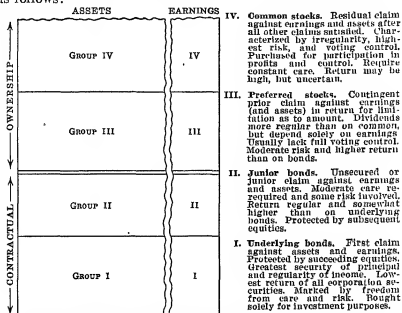 as follows:
ASSETS EARNINGS
OWNERSHIP
CONTRACTUAL
GROUP IV IV
GROUP III III
GROUP II II
GROUP I I
IV. Common stocks. Residual claim
against earnings and assets after
all other claims satisfied. Char-
acterized by irregularity, high-
est risk, and voting control.
Purchased for participation in
profits and control. Require
constant care. Return may be
high, but uncertain.
III. Preferred stocks. Contingent
prior claim against earnings
(and assets) in return for limi-
tation as to amount. Dividends
more regular than on common,
but depend solely on earnings
Usually lack full voting control.
Moderate risk and higher return
than on bonds.
II. Junior bonds. Unsecured or
junior claim against earnings
and assets. Moderate care re-
required and some risk involved.
Return regular and somewhat
higher than on underlying
bonds. Protected by subsequent
equities.
I. Underlying bonds. First claim
against assets and earnings.
Protected by succeeding equities.
Greatest security of principal
and regularity of income. Low-
est return of all corporation se-
curities. Marked by freedom
from care and risk. Bought
solely for investment purposes.